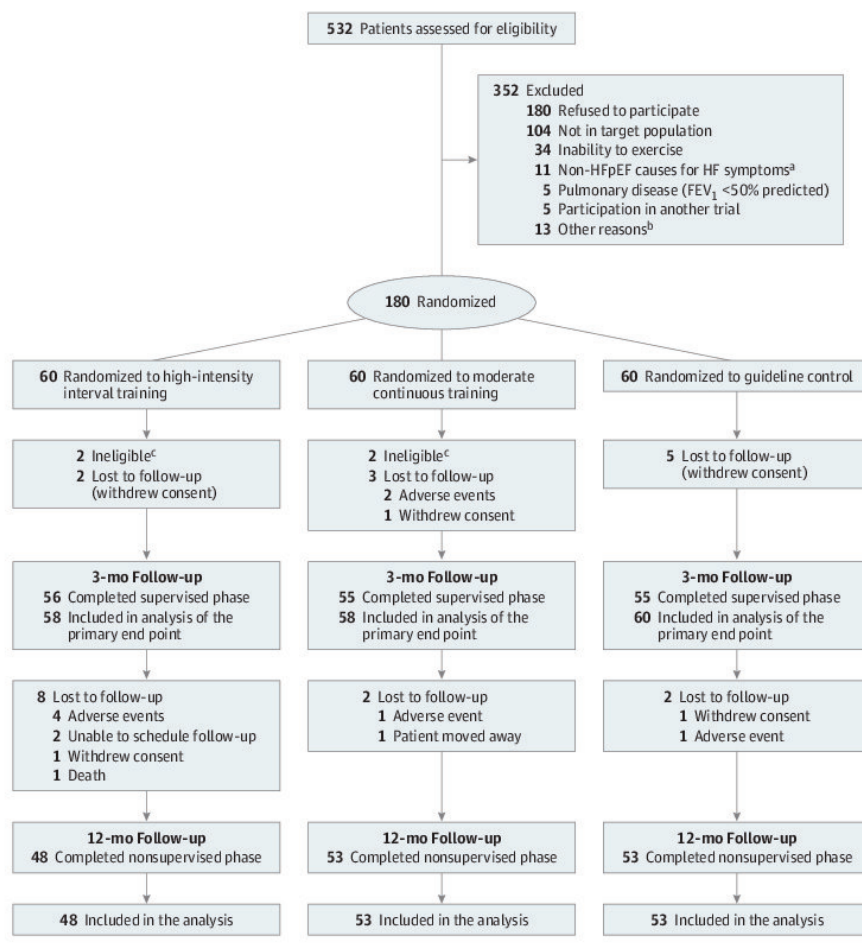 532 Patients assessed for eligibility
352 Excluded
180 Refused to participate
104 Not in target population
34 Inability to exercise
11 Non-HFpEF causes for HF symptomsᵃ
5 Pulmonary disease (FEV₁ <50% predicted)
5 Participation in another trial
13 Other reasonsᵇ
180 Randomized
60 Randomized to high-intensity
interval training
2 Ineligibleᶜ
2 Lost to follow-up
(withdrew consent)
3-mo Follow-up
56 Completed supervised phase
58 Included in analysis of the
primary end point
8 Lost to follow-up
4 Adverse events
2 Unable to schedule follow-up
1 Withdrew consent
1 Death
12-mo Follow-up
48 Completed nonsupervised phase
48 Included in the analysis
60 Randomized to moderate
continuous training
2 Ineligibleᶜ
3 Lost to follow-up
2 Adverse events
1 Withdrew consent
3-mo Follow-up
55 Completed supervised phase
58 Included in analysis of the
primary end point
2 Lost to follow-up
1 Adverse event
1 Patient moved away
12-mo Follow-up
53 Completed nonsupervised phase
53 Included in the analysis
60 Randomized to guideline control
5 Lost to follow-up
(withdrew consent)
3-mo Follow-up
55 Completed supervised phase
60 Included in analysis of the
primary end point
2 Lost to follow-up
1 Withdrew consent
1 Adverse event
12-mo Follow-up
53 Completed nonsupervised phase
53 Included in the analysis